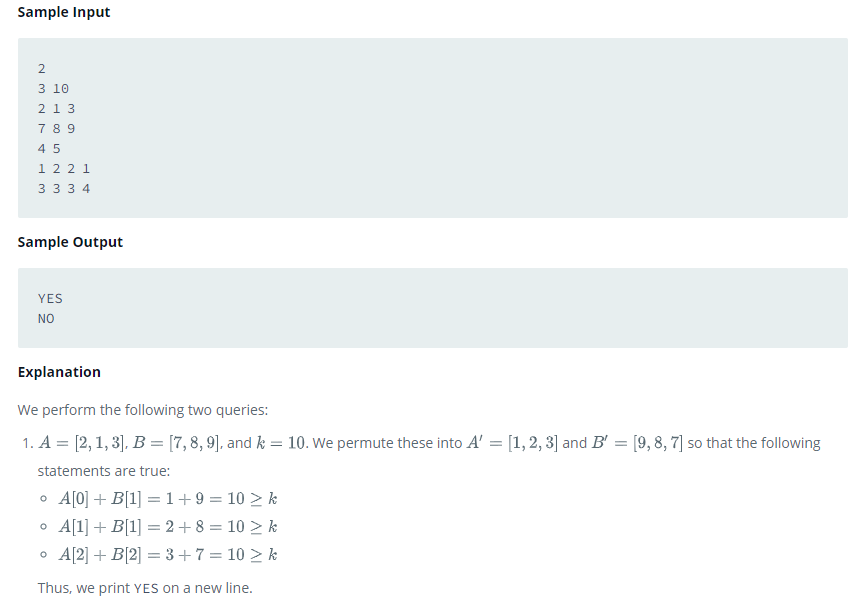 Sample Input
2
3 10
2 1 3
7 8 9
4 5
1 2 2 1
3 3 3 4
Sample Output
YES
NO
Explanation
We perform the following two queries:
1. A = [2, 1, 3], B = [7, 8, 9], and k = 10. We permute these into A′ = [1, 2, 3] and B′ = [9, 8, 7] so that the following
statements are true:
◦ A[0] + B[1] = 1 + 9 = 10 ≥ k
◦ A[1] + B[1] = 2 + 8 = 10 ≥ k
◦ A[2] + B[2] = 3 + 7 = 10 ≥ k
Thus, we print YES on a new line.